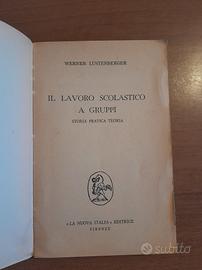 WERNER LUSTENBERGER
IL LAVORO SCOLASTICO
A GRUPPI
STORIA PRATICA TEORIA
«LA NUOVA ITALIA» EDITRICE
FIRENZE
subito